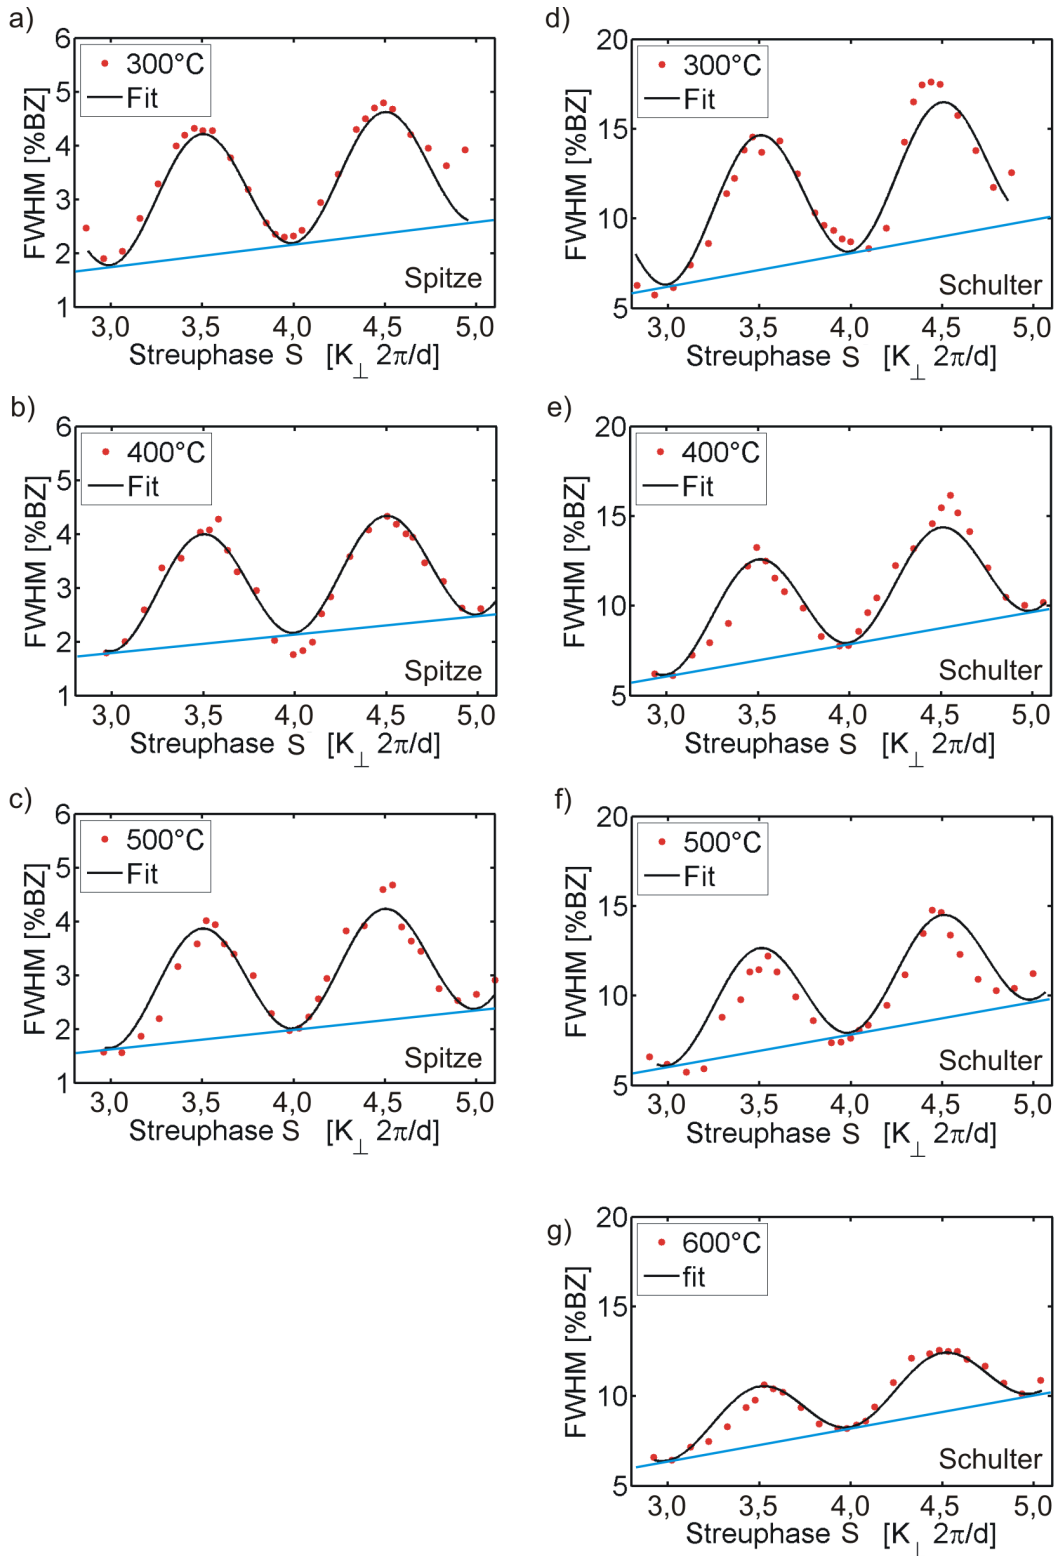 a)
6
5
4
3
2
1
FWHM [%BZ]
300°C
Fit
Spitze
3,0 3,5 4,0 4,5 5,0
Streuphase S [K⊥ 2π/d]
d)
20
15
10
5
FWHM [%BZ]
300°C
Fit
Schulter
3,0 3,5 4,0 4,5 5,0
Streuphase S [K⊥ 2π/d]
b)
6
5
4
3
2
1
FWHM [%BZ]
400°C
Fit
Spitze
3,0 3,5 4,0 4,5 5,0
Streuphase S [K⊥ 2π/d]
e)
20
15
10
5
FWHM [%BZ]
400°C
Fit
Schulter
3,0 3,5 4,0 4,5 5,0
Streuphase S [K⊥ 2π/d]
c)
6
5
4
3
2
1
FWHM [%BZ]
500°C
Fit
Spitze
3,0 3,5 4,0 4,5 5,0
Streuphase S [K⊥ 2π/d]
f)
20
15
10
5
FWHM [%BZ]
500°C
Fit
Schulter
3,0 3,5 4,0 4,5 5,0
Streuphase S [K⊥ 2π/d]
g)
20
15
10
5
FWHM [%BZ]
600°C
fit
Schulter
3,0 3,5 4,0 4,5 5,0
Streuphase S [K⊥ 2π/d]